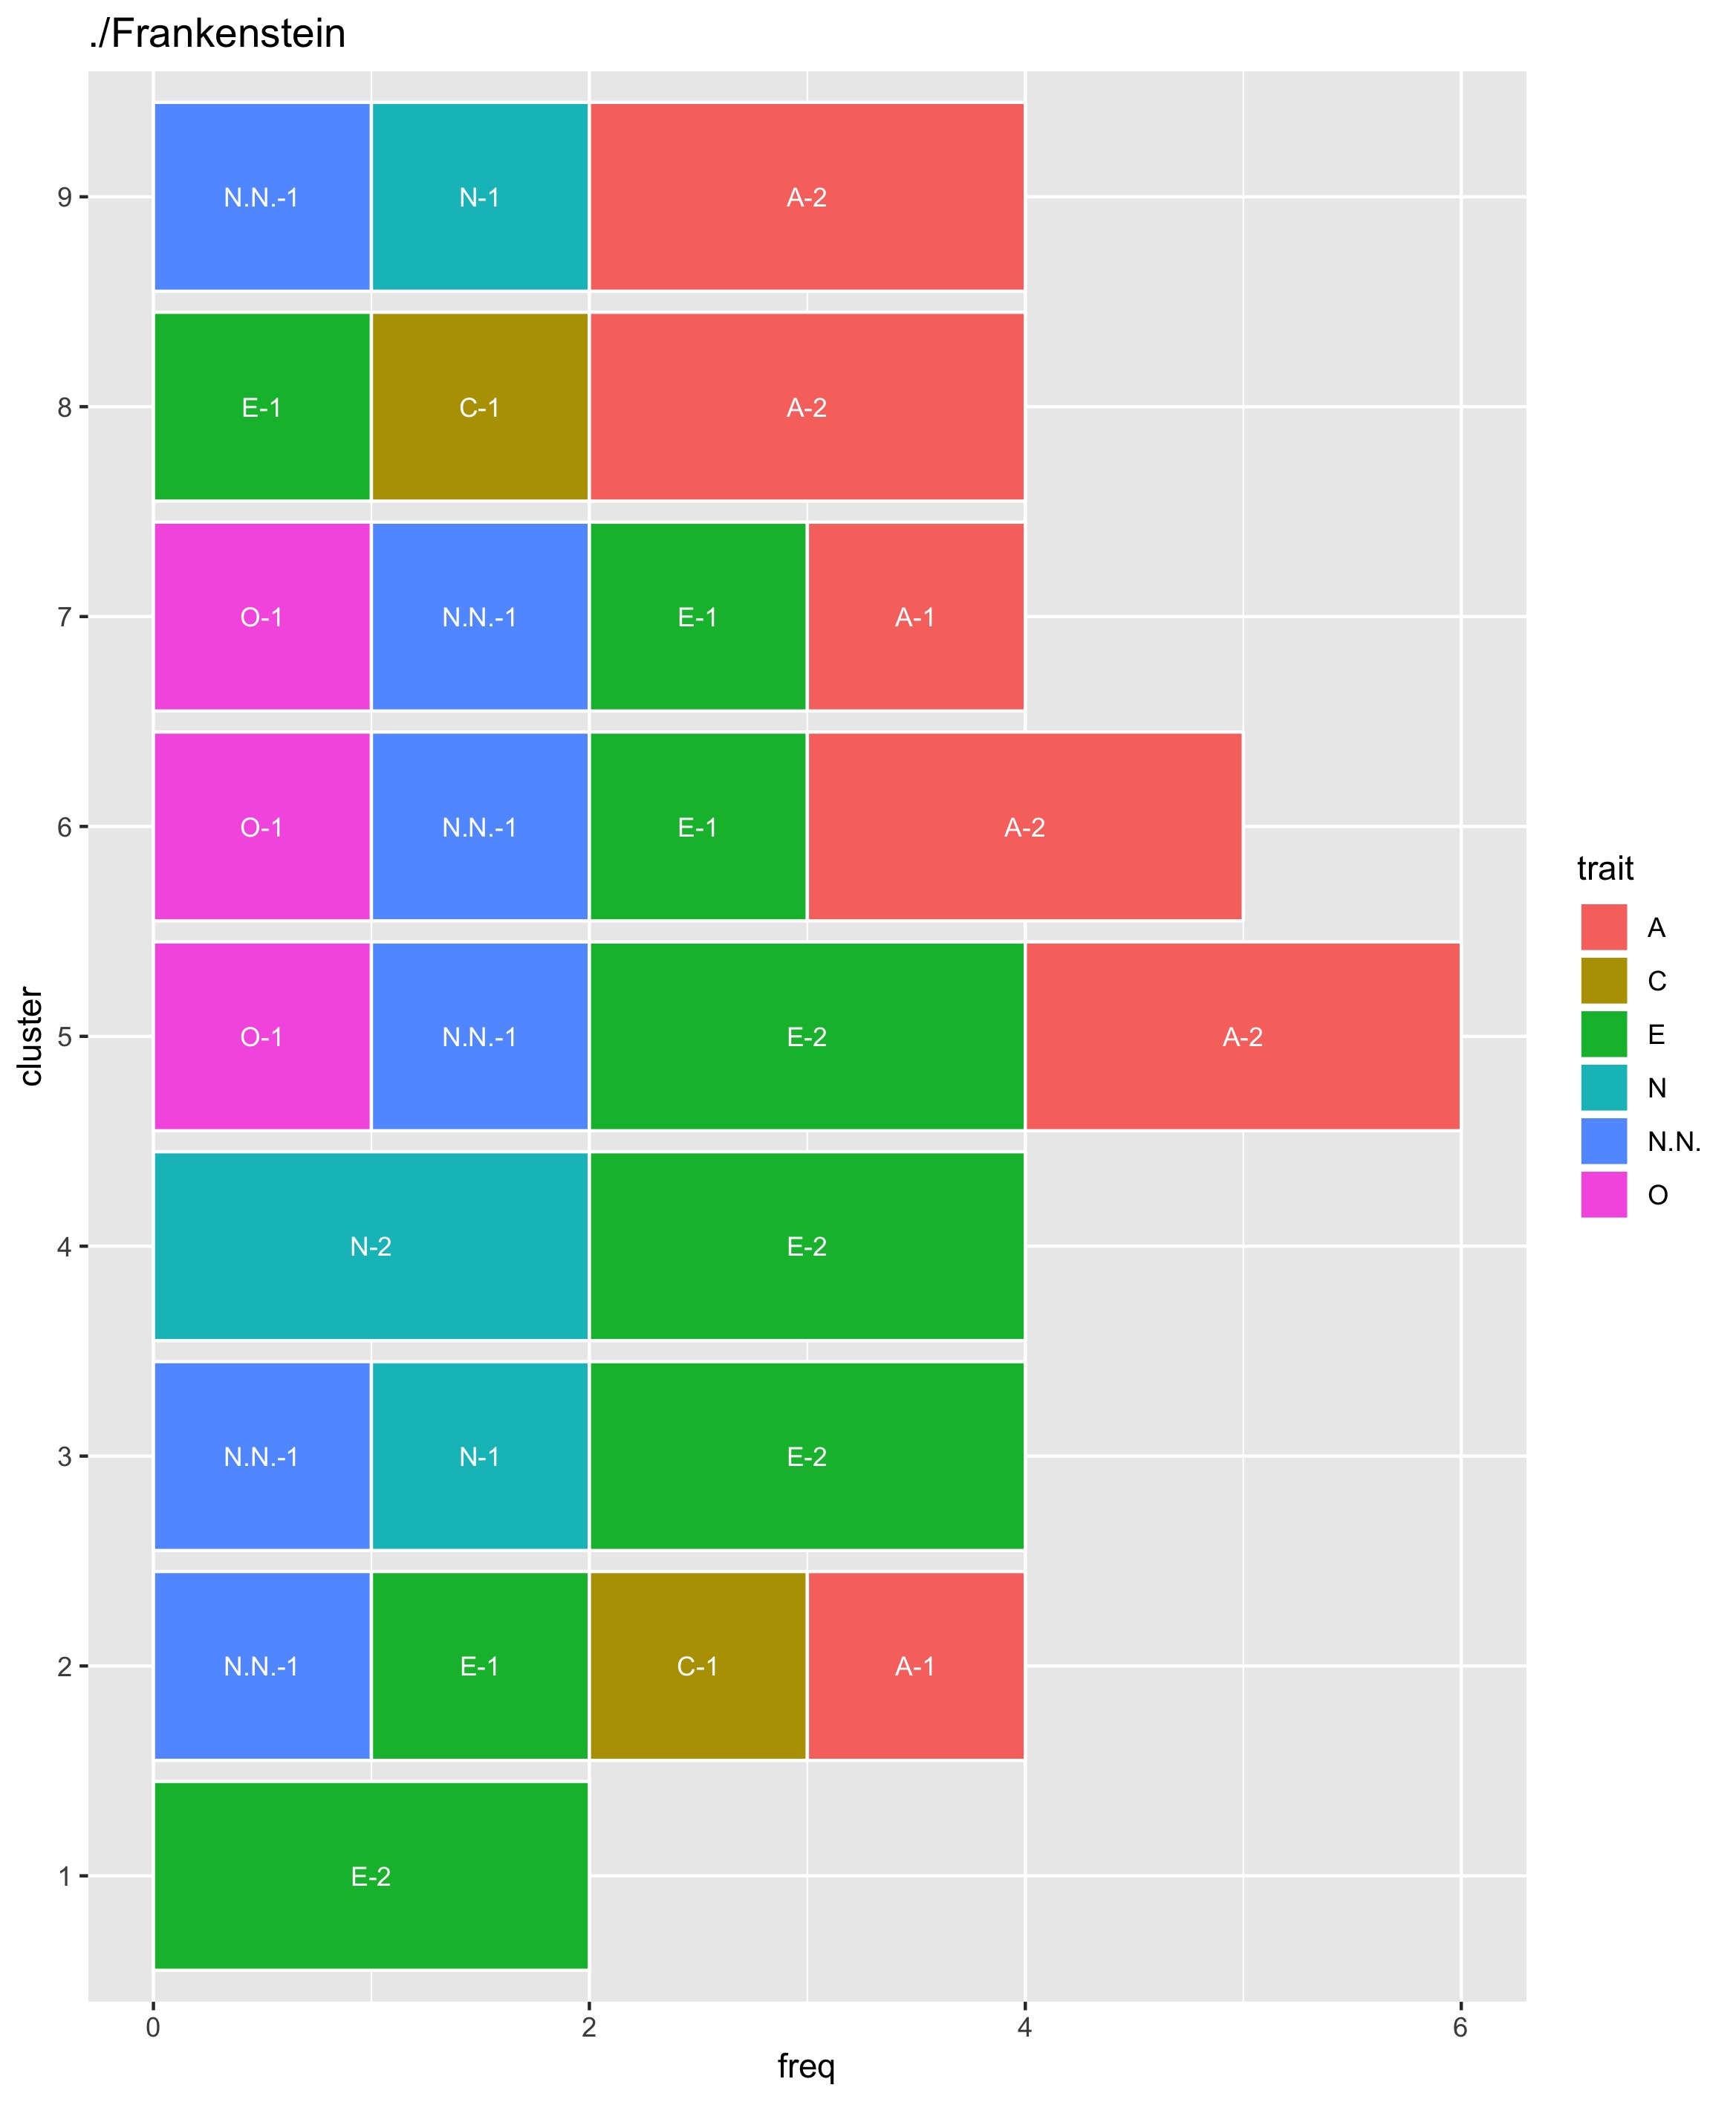 ./Frankenstein
9
N.N.-1 N-1 A-2
8
E-1 C-1 A-2
7
O-1 N.N.-1 E-1 A-1
6
O-1 N.N.-1 E-1 A-2
5
O-1 N.N.-1 E-2 A-2
4
N-2 E-2
3
N.N.-1 N-1 E-2
2
N.N.-1 E-1 C-1 A-1
1
E-2
cluster
0 2 4 6
freq
trait
A
C
E
N
N.N.
O